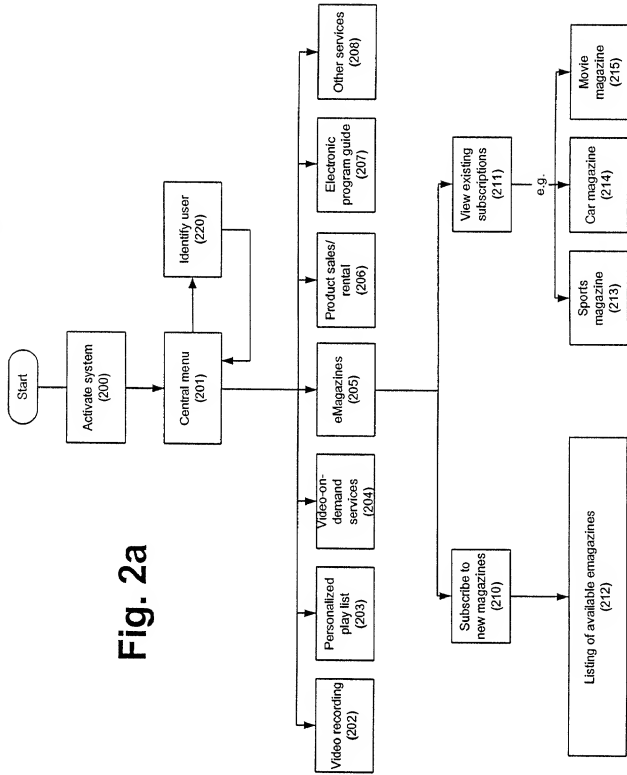 Fig. 2a
Start
Activate system
(200)
Central menu
(201)
Identify user
(220)
Video recording
(202)
Personalized
play list
(203)
Video-on-
demand
services
(204)
eMagazines
(205)
Product sales/
rental
(206)
Electronic
program guide
(207)
Other services
(208)
Subscribe to
new magazines
(210)
View existing
subscriptions
(211)
e.g.
Listing of available emagazines
(212)
Sports
magazine
(213)
Car magazine
(214)
Movie
magazine
(215)